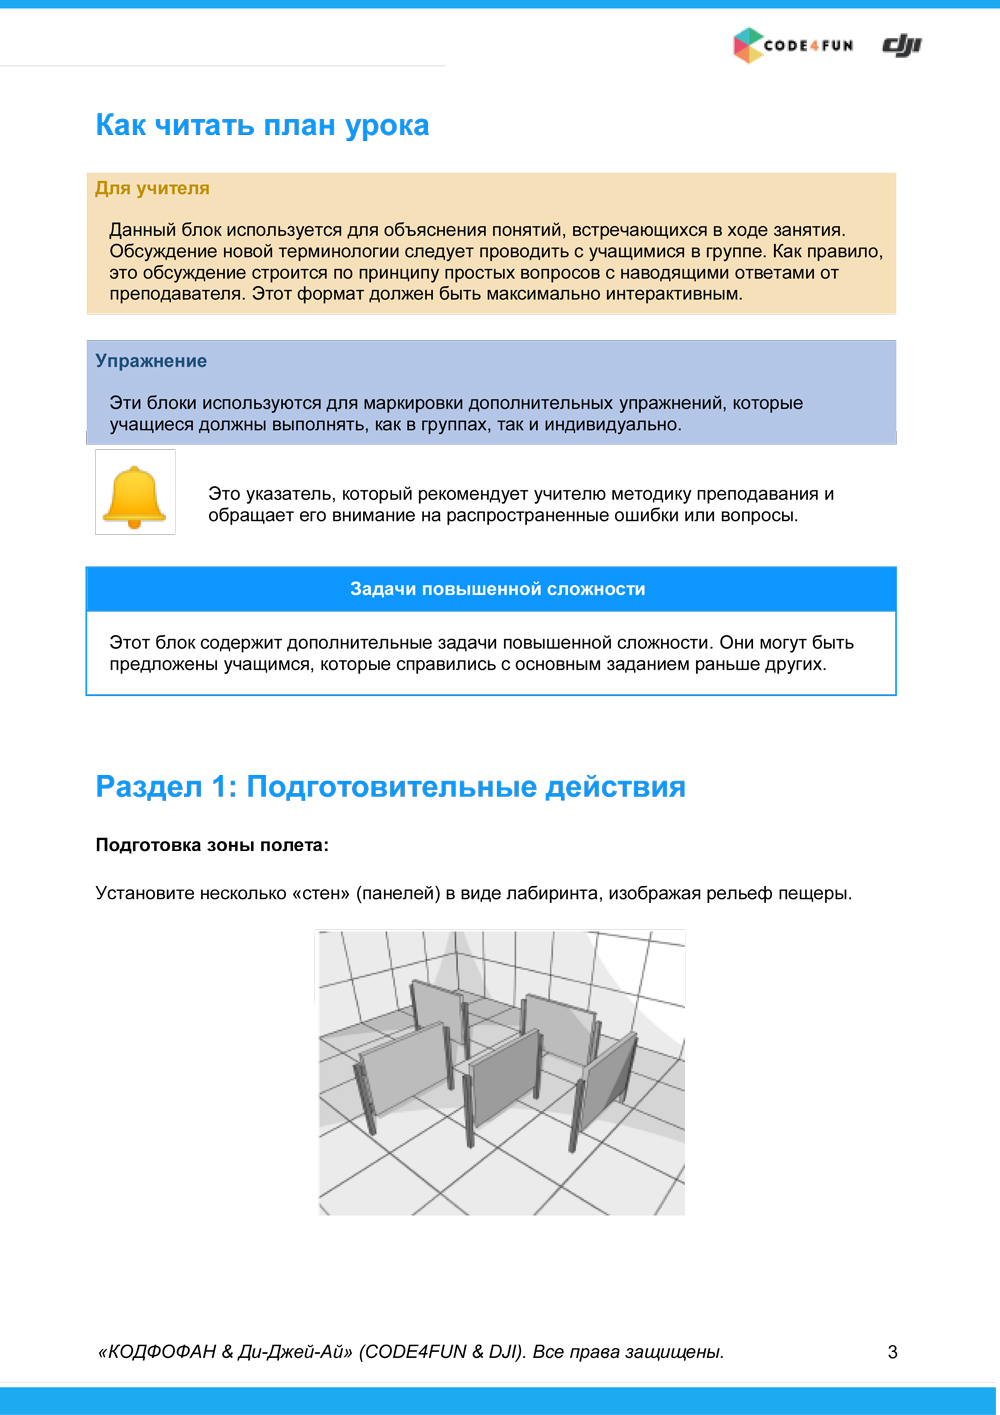 CODE4FUN dji
Как читать план урока
Для учителя
Данный блок используется для объяснения понятий, встречающихся в ходе занятия.
Обсуждение новой терминологии следует проводить с учащимися в группе. Как правило,
это обсуждение строится по принципу простых вопросов с наводящими ответами от
преподавателя. Этот формат должен быть максимально интерактивным.
Упражнение
Эти блоки используются для маркировки дополнительных упражнений, которые
учащиеся должны выполнять, как в группах, так и индивидуально.
Это указатель, который рекомендует учителю методику преподавания и
обращает его внимание на распространенные ошибки или вопросы.
Задачи повышенной сложности
Этот блок содержит дополнительные задачи повышенной сложности. Они могут быть
предложены учащимся, которые справились с основным заданием раньше других.
Раздел 1: Подготовительные действия
Подготовка зоны полета:
Установите несколько «стен» (панелей) в виде лабиринта, изображая рельеф пещеры.
«КОДФОФАН & Ди-Джей-Ай» (CODE4FUN & DJI). Все права защищены. 3